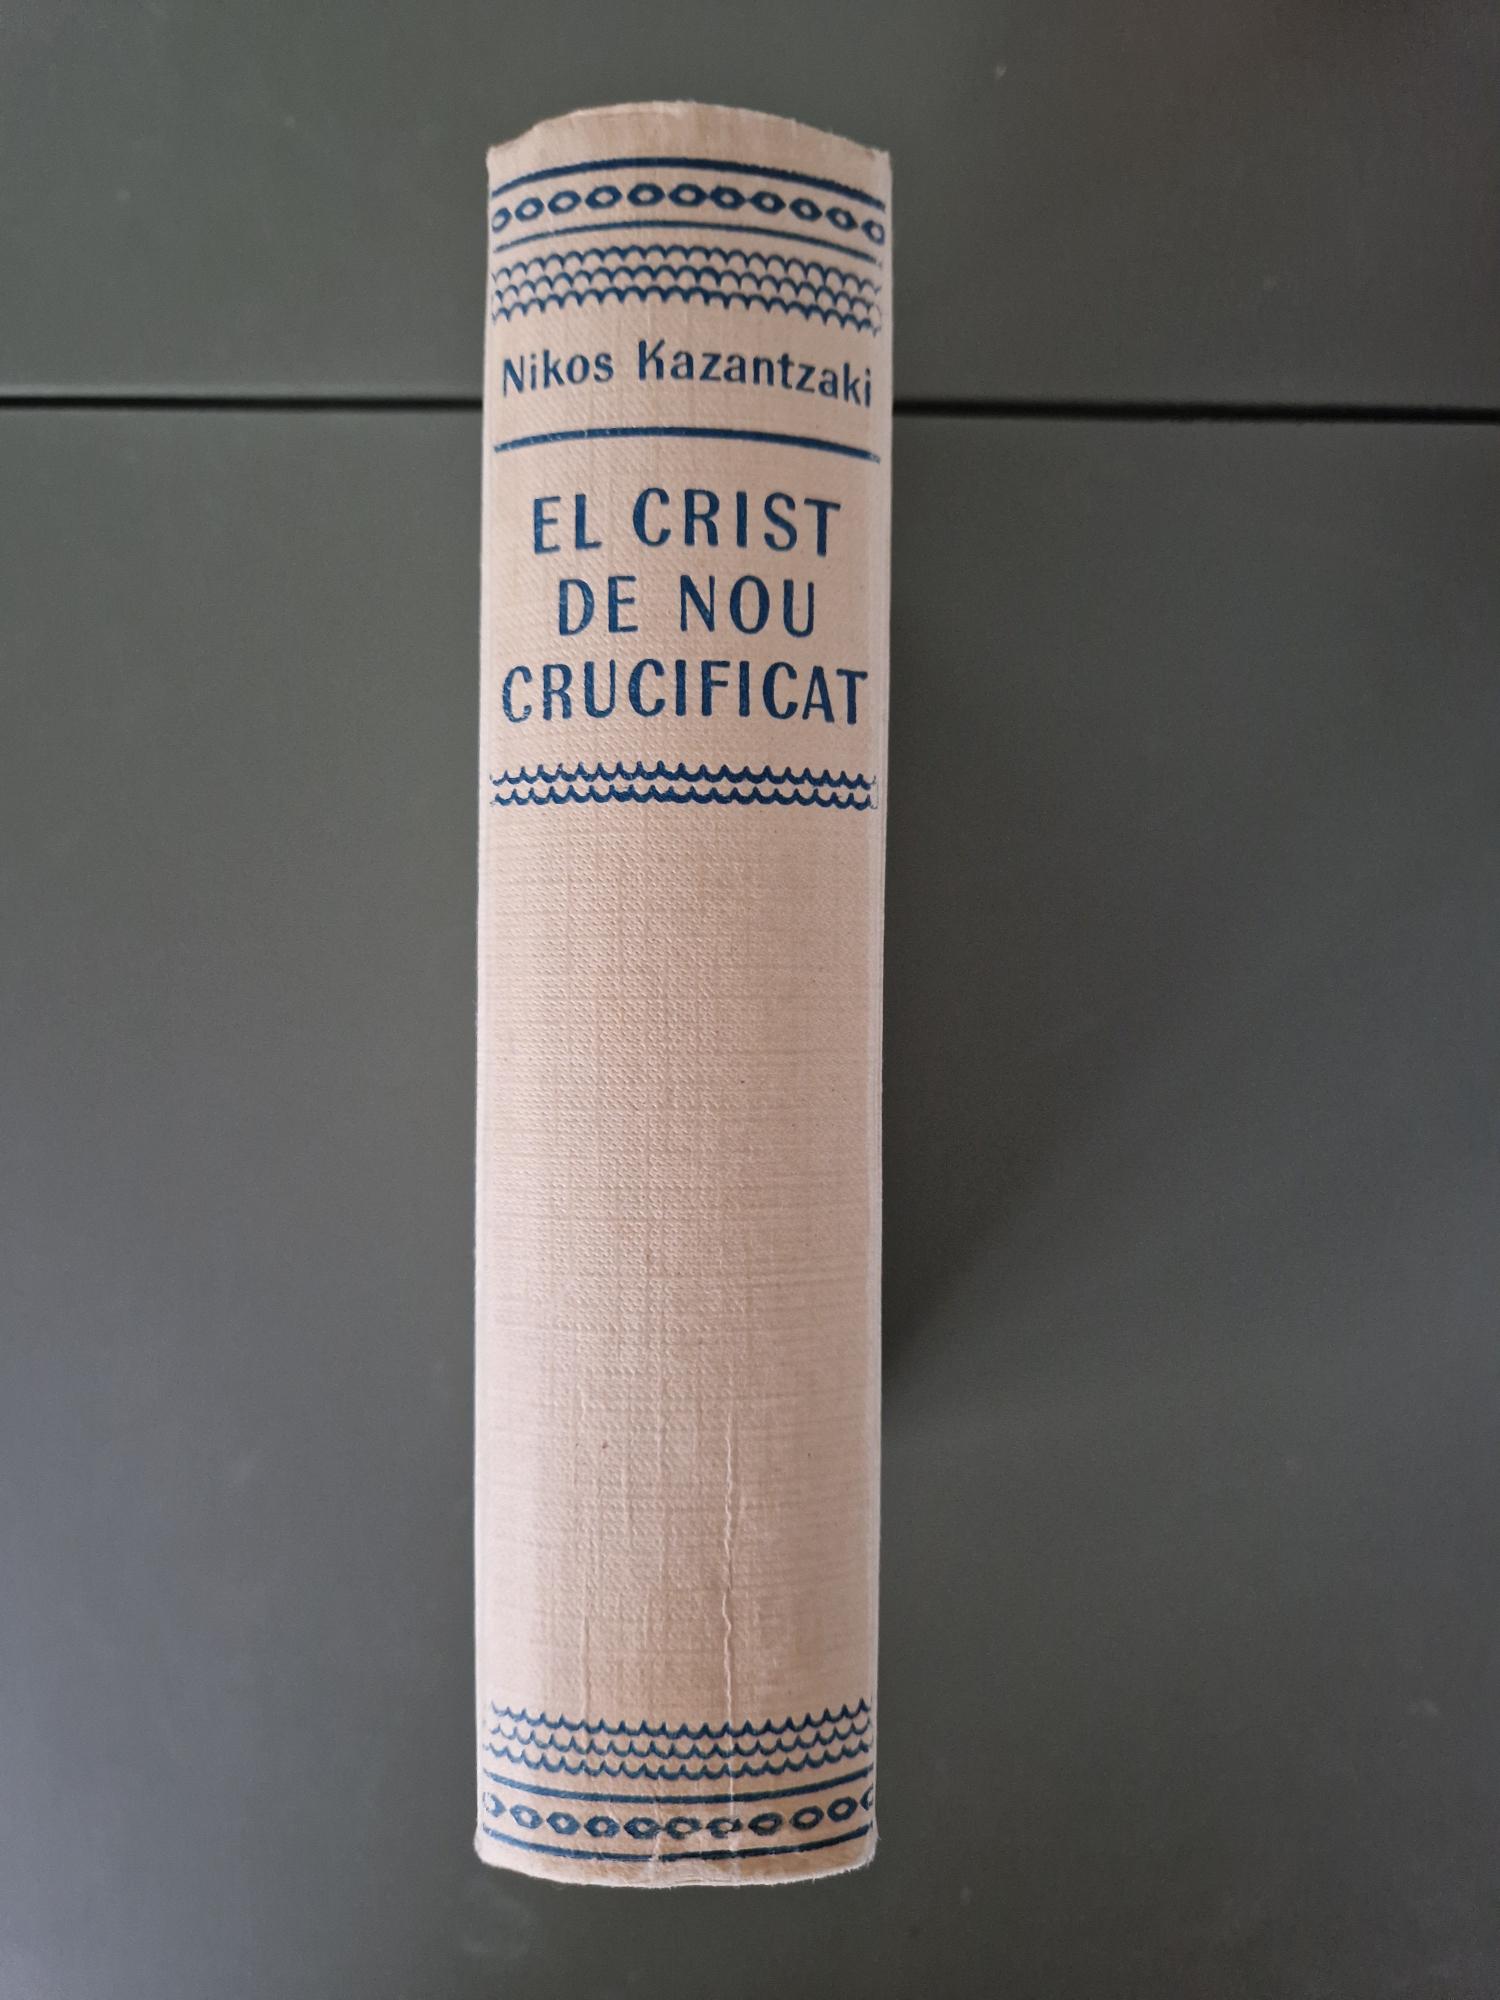 Nikos Kazantzaki
EL CRIST
DE NOU
CRUCIFICAT